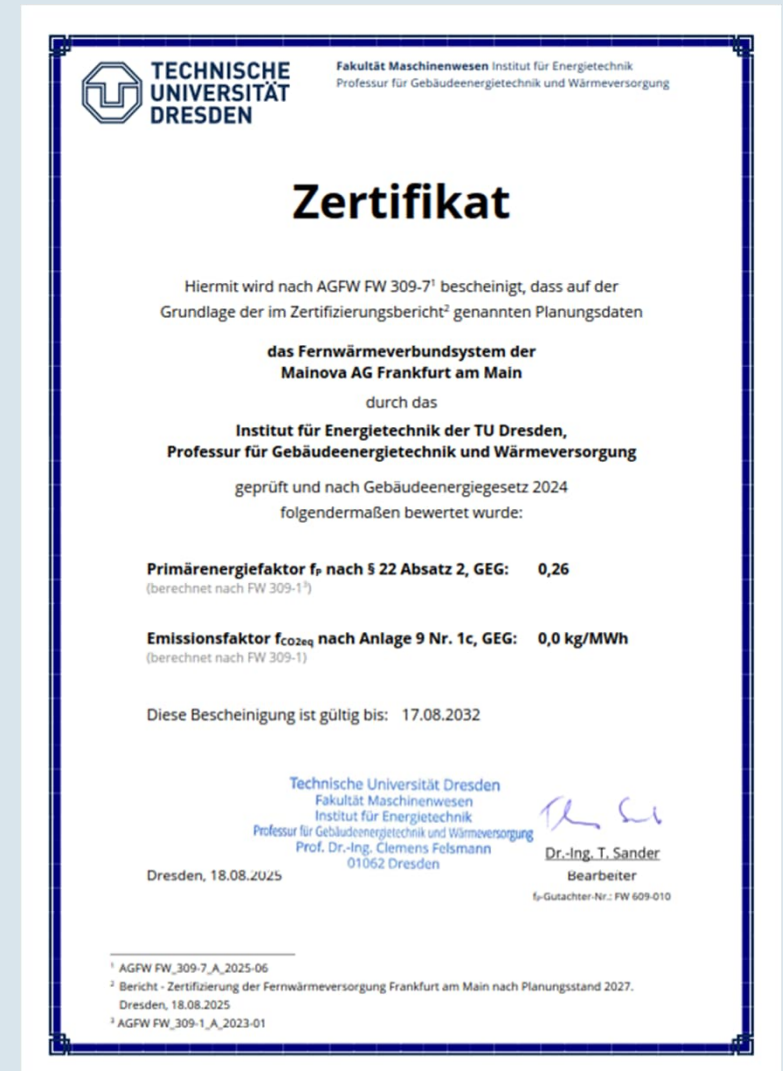 TECHNISCHE
UNIVERSITÄT
DRESDEN
Fakultät Maschinenwesen Institut für Energietechnik
Professur für Gebäudeenergietechnik und Wärmeversorgung
Zertifikat
Hiermit wird nach AGFW FW 309-7¹ bescheinigt, dass auf der
Grundlage der im Zertifizierungsbericht² genannten Planungsdaten
das Fernwärmeverbundsystem der
Mainova AG Frankfurt am Main
durch das
Institut für Energietechnik der TU Dresden,
Professur für Gebäudeenergietechnik und Wärmeversorgung
geprüft und nach Gebäudeenergiegesetz 2024
folgendermaßen bewertet wurde:
Primärenergiefaktor fₚ nach § 22 Absatz 2, GEG: 0,26
(berechnet nach FW 309-1³)
Emissionsfaktor fCO2eq nach Anlage 9 Nr. 1c, GEG: 0,0 kg/MWh
(berechnet nach FW 309-1)
Diese Bescheinigung ist gültig bis: 17.08.2032
Technische Universität Dresden
Fakultät Maschinenwesen
Institut für Energietechnik
Professur für Gebäudeenergietechnik und Wärmeversorgung
Prof. Dr.-Ing. Clemens Felsmann
01062 Dresden
Dresden, 18.08.2025
Dr.-Ing. T. Sander
Bearbeiter
fₚ-Gutachter-Nr.: FW 609-010
¹ AGFW FW_309-7_A_2025-06
² Bericht - Zertifizierung der Fernwärmeversorgung Frankfurt am Main nach Planungsstand 2027.
Dresden, 18.08.2025
³ AGFW FW_309-1_A_2023-01